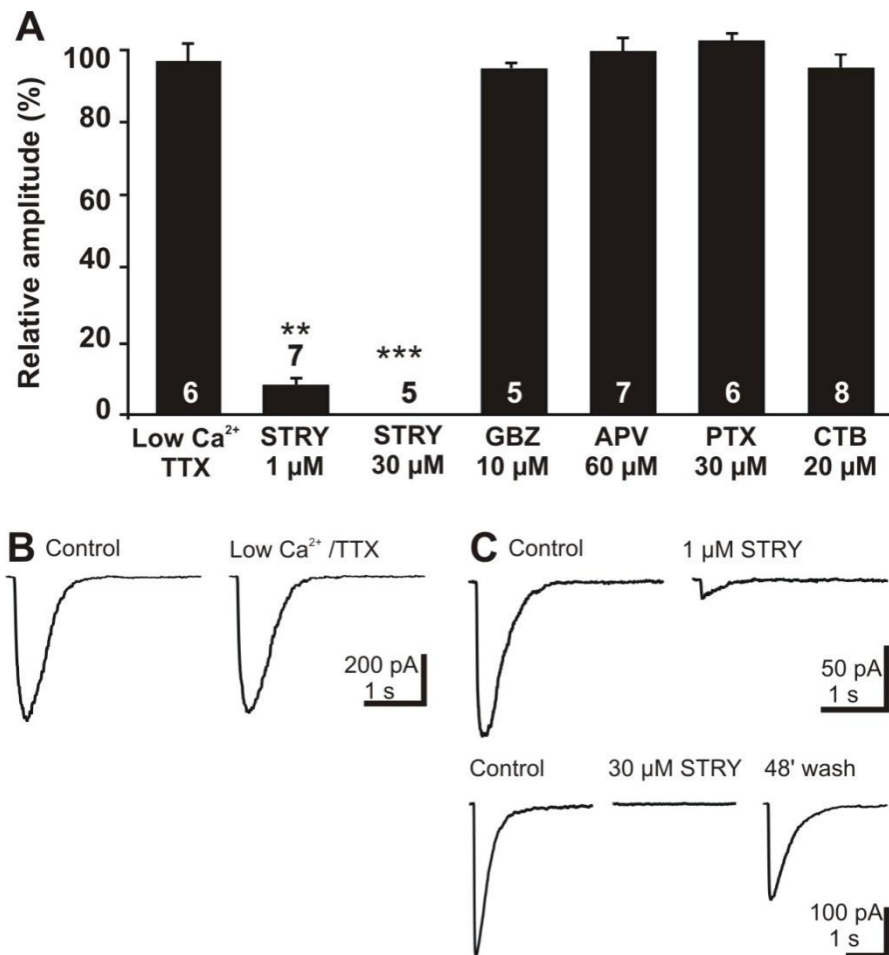 A
Relative amplitude (%)
100
80
60
40
20
0
** ***
7
6 5 5 7 6 8
Low Ca²⁺ STRY STRY GBZ APV PTX CTB
TTX 1 µM 30 µM 10 µM 60 µM 30 µM 20 µM
B Control Low Ca²⁺ /TTX
200 pA
1 s
C Control 1 µM STRY
50 pA
1 s
Control 30 µM STRY 48' wash
100 pA
1 s